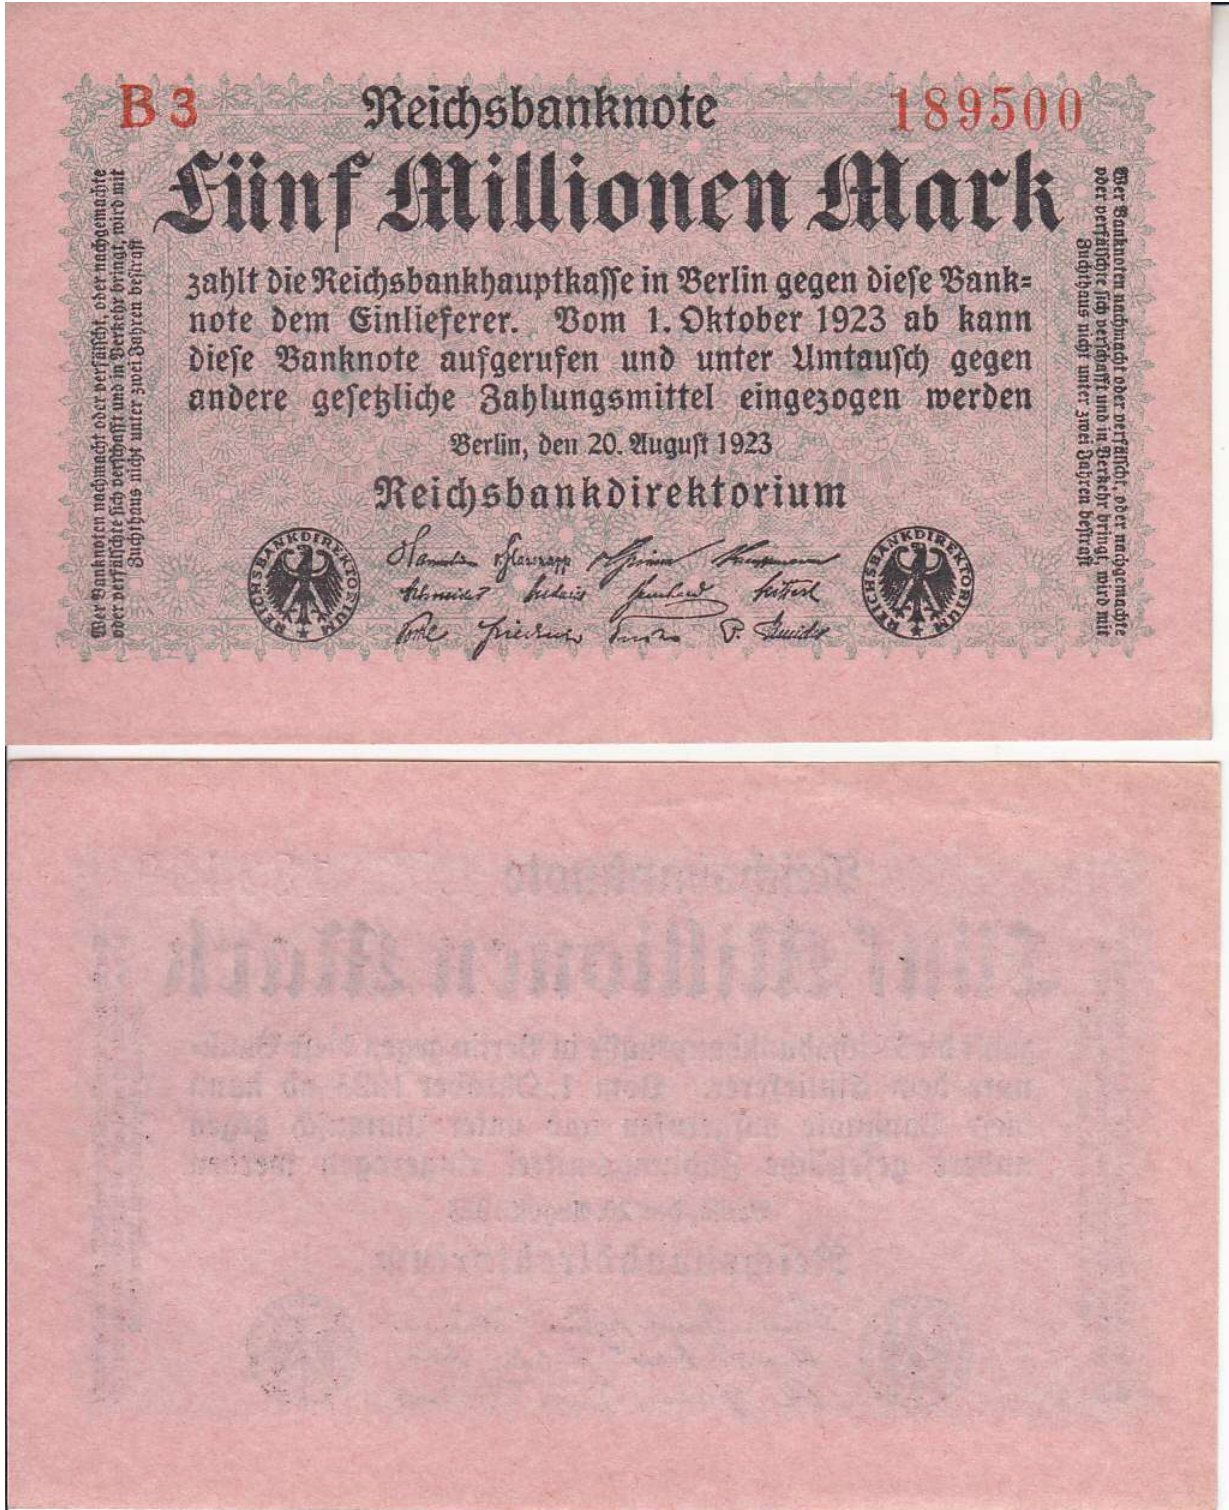 B 3
Reichsbanknote
189500
Fünf Millionen Mark
zahlt die Reichsbankhauptkasse in Berlin gegen diese Bank=
note dem Einlieferer. Vom 1. Oktober 1923 ab kann
diese Banknote aufgerufen und unter Umtausch gegen
andere gesetzliche Zahlungsmittel eingezogen werden
Berlin, den 20. August 1923
Reichsbankdirektorium
Wer Banknoten nachmacht oder verfälscht, oder nachgemachte
oder verfälschte sich verschafft und in Verkehr bringt, wird mit
Zuchthaus nicht unter zwei Jahren bestraft
Wer Banknoten nachmacht oder verfälscht, oder nachgemachte
oder verfälschte sich verschafft und in Verkehr bringt, wird mit
Zuchthaus nicht unter zwei Jahren bestraft
REICHSBANKDIREKTORIUM
REICHSBANKDIREKTORIUM
Schneider
P. Schneider